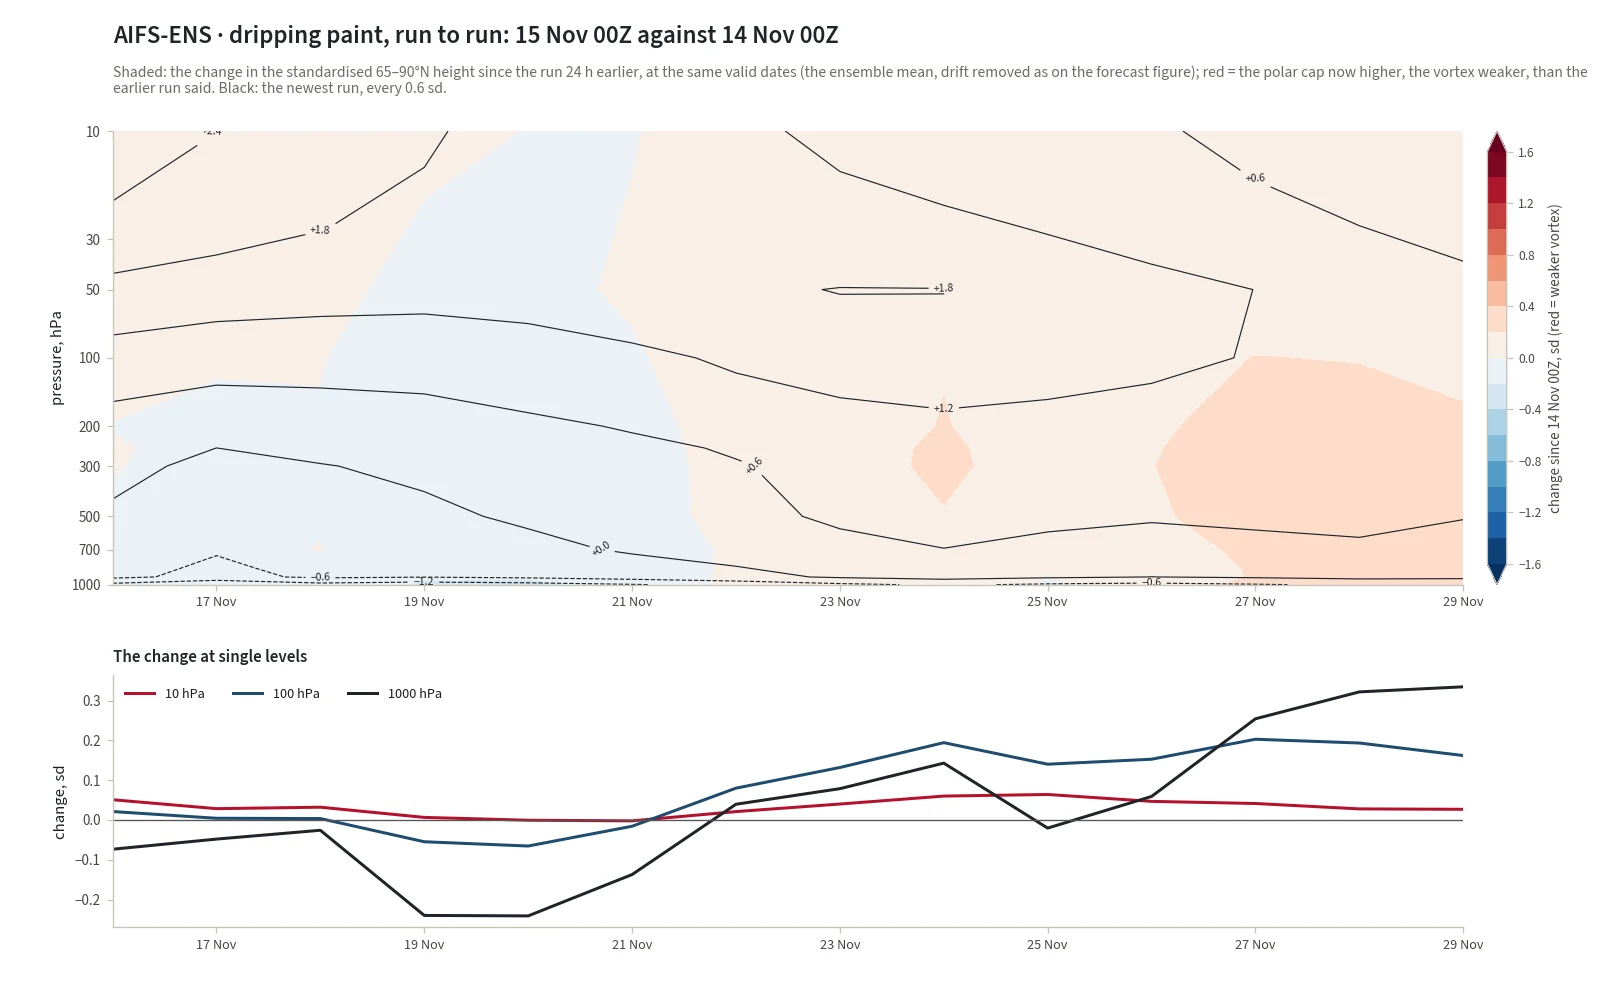 AIFS-ENS · dripping paint, run to run: 15 Nov 00Z against 14 Nov 00Z
Shaded: the change in the standardised 65–90°N height since the run 24 h earlier, at the same valid dates (the ensemble mean, drift removed as on the forecast figure); red = the polar cap now higher, the vortex weaker, than the
earlier run said. Black: the newest run, every 0.6 sd.
pressure, hPa
10
30
50
100
200
300
500
700
1000
+1.8
+1.8
+1.2
+0.6
+0.6
+0.0
−0.6
−1.2
−0.6
17 Nov
19 Nov
21 Nov
23 Nov
25 Nov
27 Nov
29 Nov
1.6
1.2
0.8
0.4
0.0
−0.4
−0.8
−1.2
−1.6
change since 14 Nov 00Z, sd (red = weaker vortex)
The change at single levels
10 hPa
100 hPa
1000 hPa
change, sd
0.3
0.2
0.1
0.0
−0.1
−0.2
17 Nov
19 Nov
21 Nov
23 Nov
25 Nov
27 Nov
29 Nov